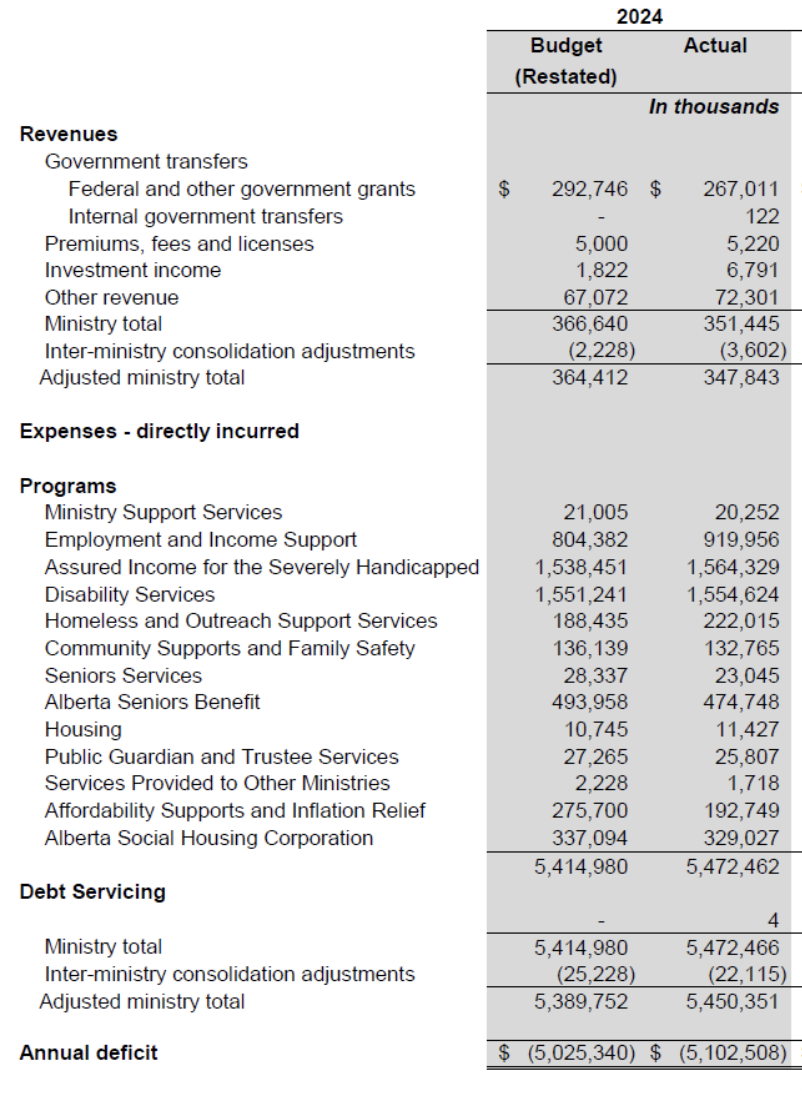 2024
Budget Actual
(Restated)
In thousands
Revenues
Government transfers
Federal and other government grants $ 292,746 $ 267,011
Internal government transfers - 122
Premiums, fees and licenses 5,000 5,220
Investment income 1,822 6,791
Other revenue 67,072 72,301
Ministry total 366,640 351,445
Inter-ministry consolidation adjustments (2,228) (3,602)
Adjusted ministry total 364,412 347,843
Expenses - directly incurred
Programs
Ministry Support Services 21,005 20,252
Employment and Income Support 804,382 919,956
Assured Income for the Severely Handicapped 1,538,451 1,564,329
Disability Services 1,551,241 1,554,624
Homeless and Outreach Support Services 188,435 222,015
Community Supports and Family Safety 136,139 132,765
Seniors Services 28,337 23,045
Alberta Seniors Benefit 493,958 474,748
Housing 10,745 11,427
Public Guardian and Trustee Services 27,265 25,807
Services Provided to Other Ministries 2,228 1,718
Affordability Supports and Inflation Relief 275,700 192,749
Alberta Social Housing Corporation 337,094 329,027
5,414,980 5,472,462
Debt Servicing
- 4
Ministry total 5,414,980 5,472,466
Inter-ministry consolidation adjustments (25,228) (22,115)
Adjusted ministry total 5,389,752 5,450,351
Annual deficit $ (5,025,340) $ (5,102,508)